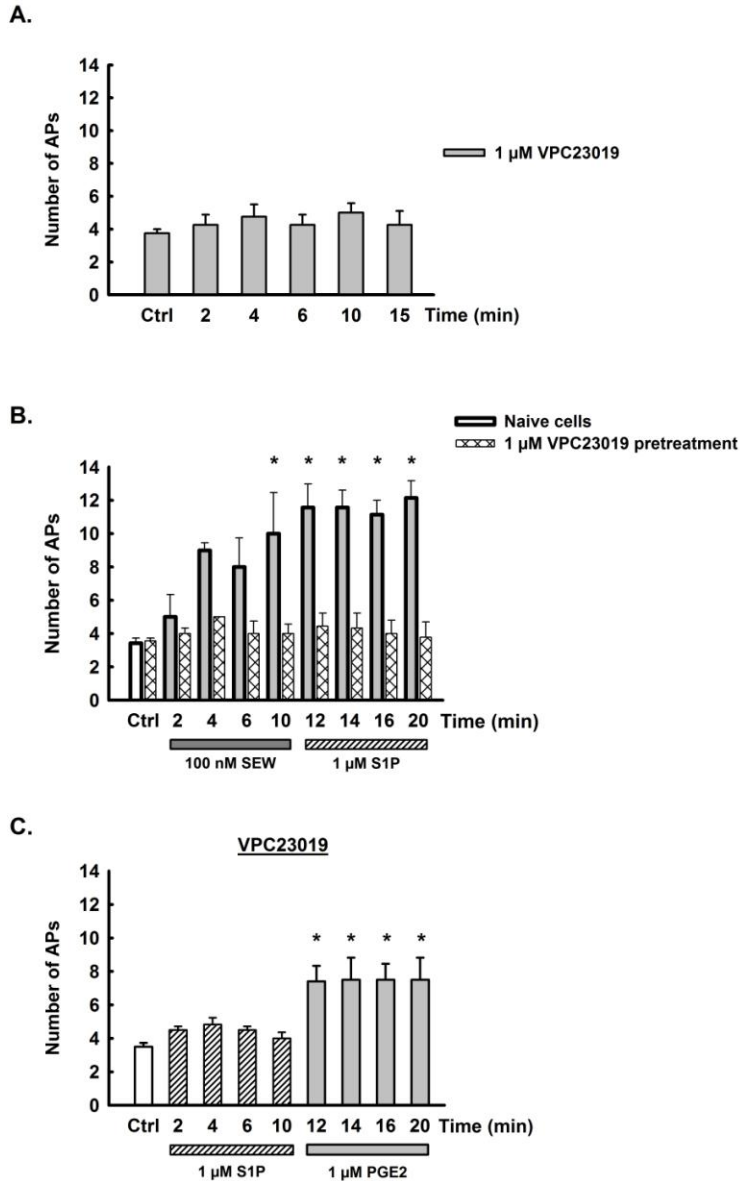 A.
14
12
10
8
6
4
2
0
Number of APs
1 µM VPC23019
Ctrl 2 4 6 10 15 Time (min)
B.
Naive cells
1 µM VPC23019 pretreatment
14
12
10
8
6
4
2
0
Number of APs
* * * * *
Ctrl 2 4 6 10 12 14 16 20 Time (min)
100 nM SEW 1 µM S1P
C.
VPC23019
14
12
10
8
6
4
2
0
Number of APs
* * * *
Ctrl 2 4 6 10 12 14 16 20 Time (min)
1 µM S1P 1 µM PGE2